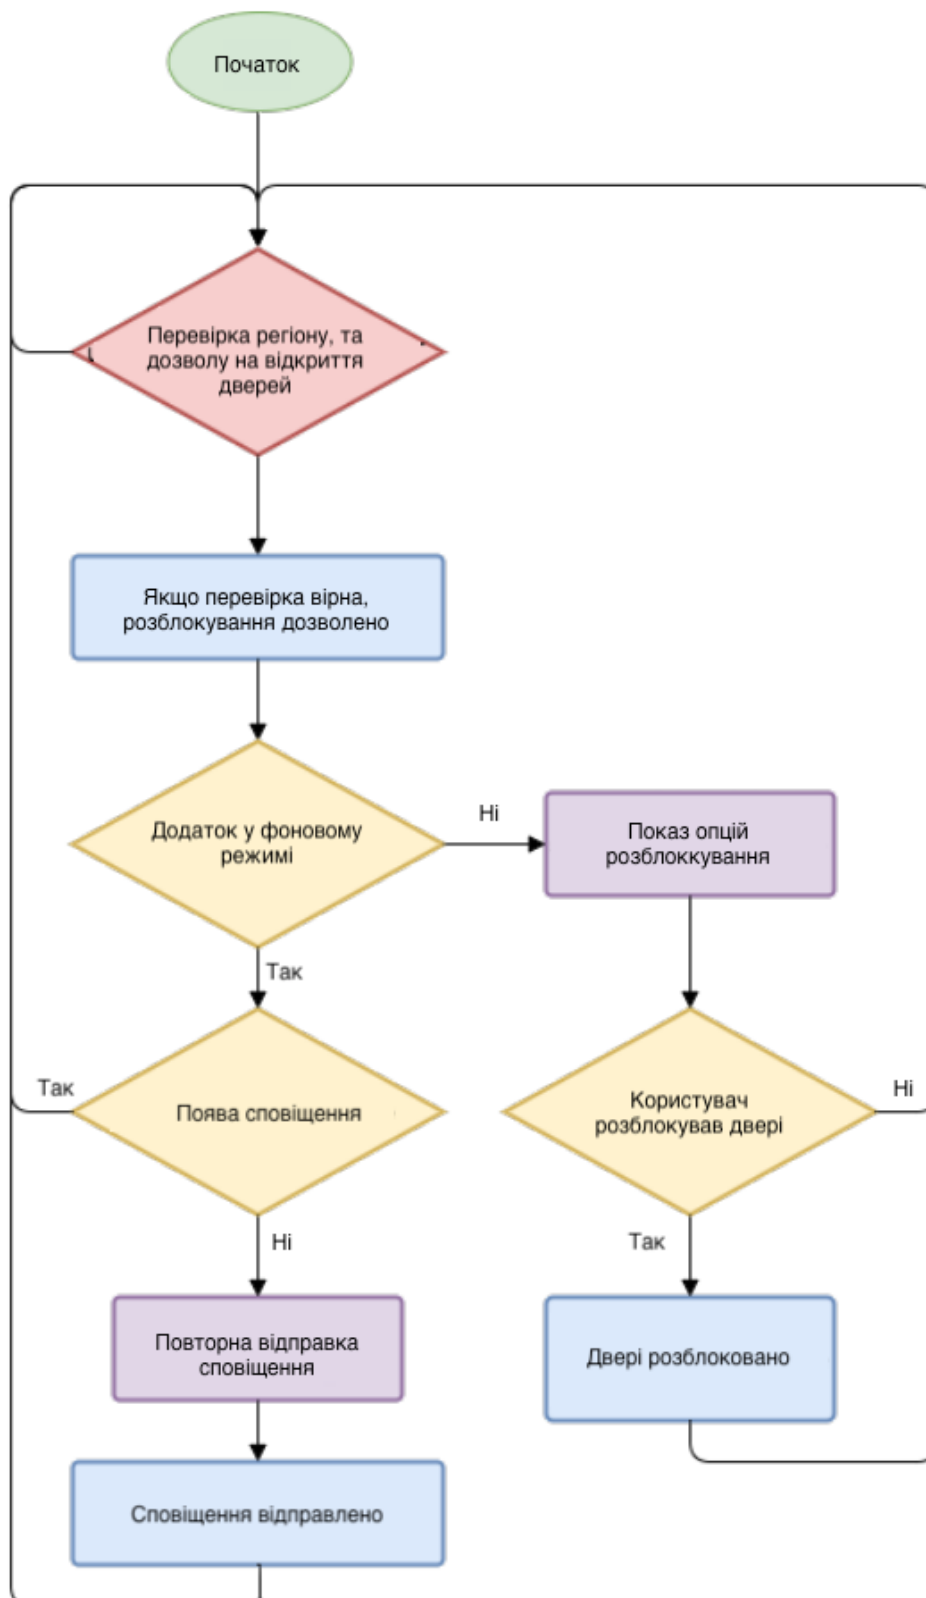 Початок
Перевірка регіону, та
дозволу на відкриття
дверей
Якщо перевірка вірна,
розблокування дозволено
Додаток у фоновому
режимі
Ні
Показ опцій
розблоккування
Так
Так
Поява сповіщення
Користувач
розблокував двері
Ні
Ні
Так
Повторна відправка
сповіщення
Двері розблоковано
Сповіщення відправлено